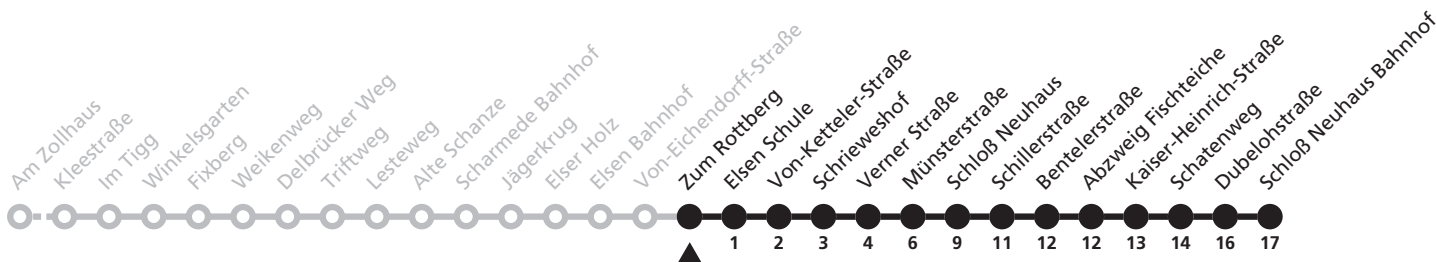 Am Zollhaus
Kleestraße
Im Tigg
Winkelsgarten
Fixberg
Weikenweg
Delbrücker Weg
Triftweg
Lesteweg
Alte Schanze
Scharmede Bahnhof
Jägerkrug
Elser Holz
Elsen Bahnhof
Von-Eichendorff-Straße
Zum Rottberg
Elsen Schule
Von-Ketteler-Straße
Schrieweshof
Verner Straße
Münsterstraße
Schloß Neuhaus
Schillerstraße
Bentelerstraße
Abzweig Fischteiche
Kaiser-Heinrich-Straße
Schatenweg
Dubelohstraße
Schloß Neuhaus Bahnhof
1 2 3 4 6 9 11 12 12 13 14 16 17